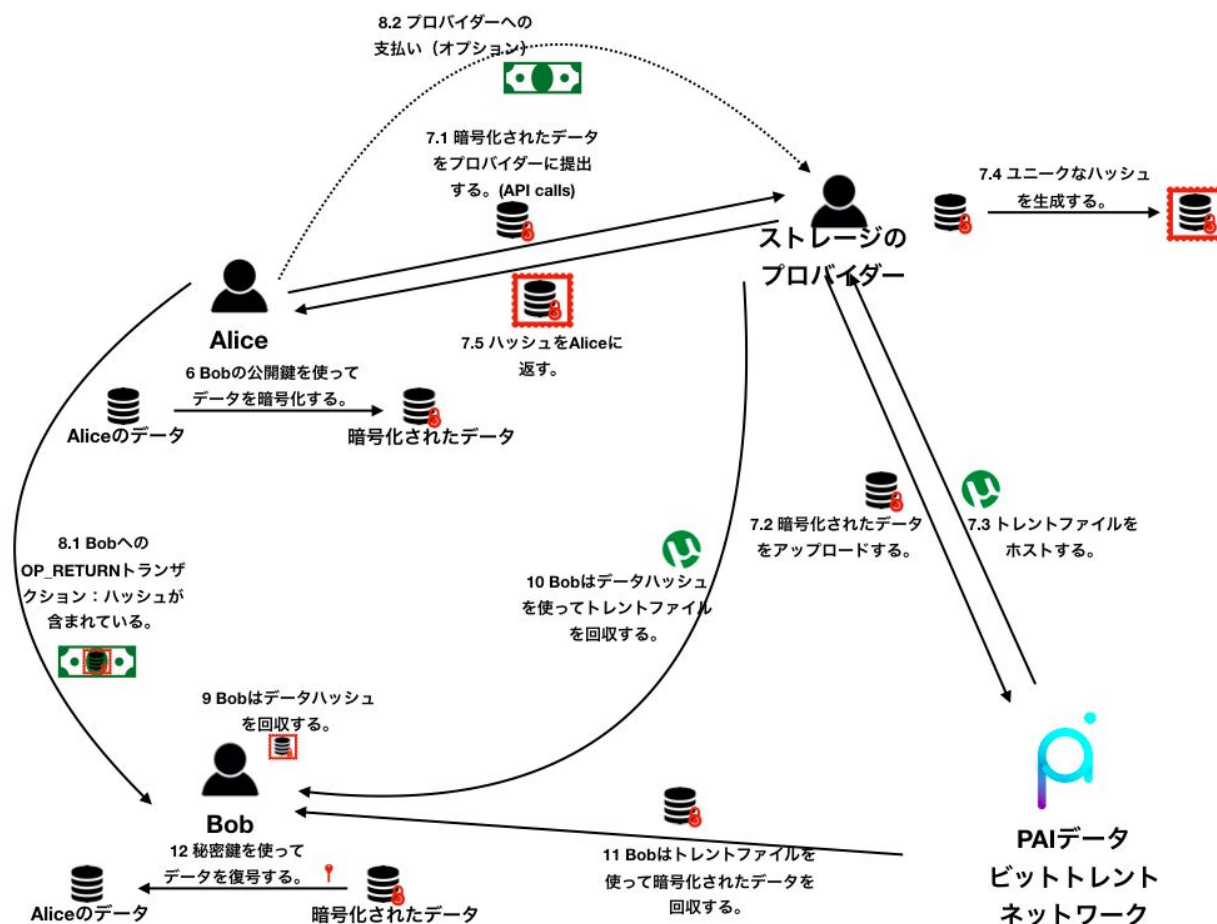 8.2 プロバイダーへの
支払い（オプション）
7.1 暗号化されたデータ
をプロバイダーに提出
する。(API calls)
7.4 ユニークなハッシュ
を生成する。
ストレージの
プロバイダー
Alice
7.5 ハッシュをAliceに
返す。
6 Bobの公開鍵を使って
データを暗号化する。
Aliceのデータ
暗号化されたデータ
7.2 暗号化されたデータ
をアップロードする。
7.3 トレントファイルを
ホストする。
8.1 Bobへの
OP_RETURNトランザ
クション：ハッシュが
含まれている。
10 Bobはデータハッシュ
を使ってトレントファイル
を回収する。
9 Bobはデータハッシュ
を回収する。
Bob
12 秘密鍵を使って
データを復号する。
Aliceのデータ
暗号化されたデータ
11 Bobはトレントファイルを
使って暗号化されたデータを
回収する。
PAIデータ
ビットトレント
ネットワーク